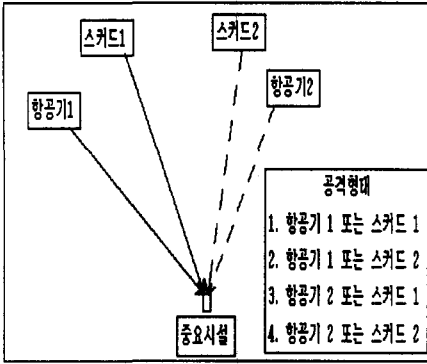 스커드1
스커드2
항공기1
항공기2
공격형태
1. 항공기 1 또는 스커드 1
2. 항공기 1 또는 스커드 2
3. 항공기 2 또는 스커드 1
4. 항공기 2 또는 스커드 2
중요시설